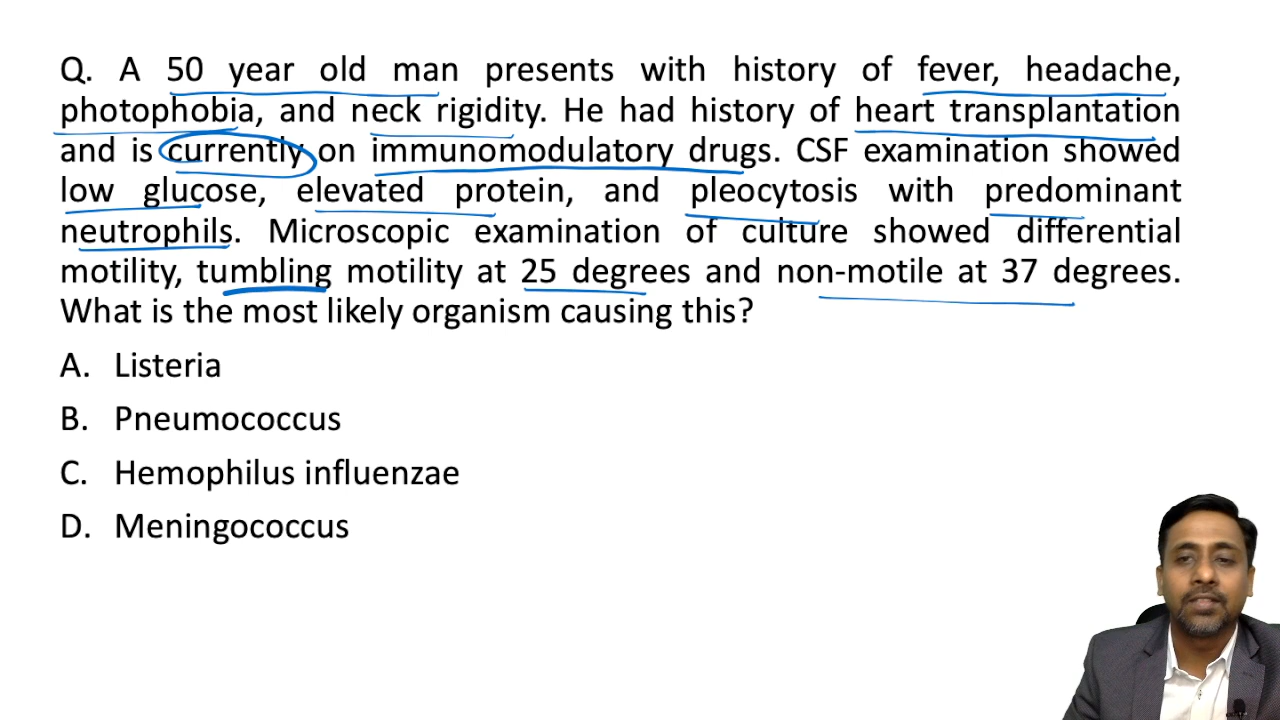 Q. A 50 year old man presents with history of fever, headache,
photophobia, and neck rigidity. He had history of heart transplantation
and is currently on immunomodulatory drugs. CSF examination showed
low glucose, elevated protein, and pleocytosis with predominant
neutrophils. Microscopic examination of culture showed differential
motility, tumbling motility at 25 degrees and non-motile at 37 degrees.
What is the most likely organism causing this?
A. Listeria
B. Pneumococcus
C. Hemophilus influenzae
D. Meningococcus